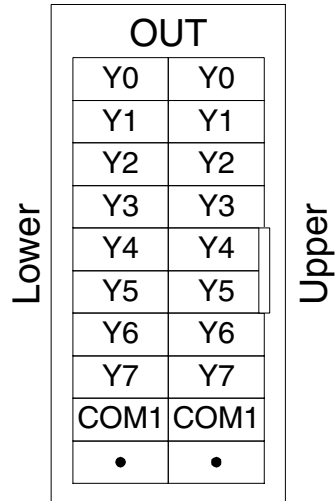 OUT
Y0 Y0
Y1 Y1
Y2 Y2
Y3 Y3
Y4 Y4
Y5 Y5
Y6 Y6
Y7 Y7
COM1 COM1
• •
Lower
Upper